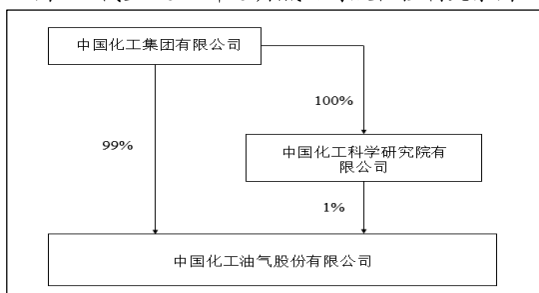 中国化工集团有限公司
100%
99%
中国化工科学研究院有
限公司
1%
中国化工油气股份有限公司